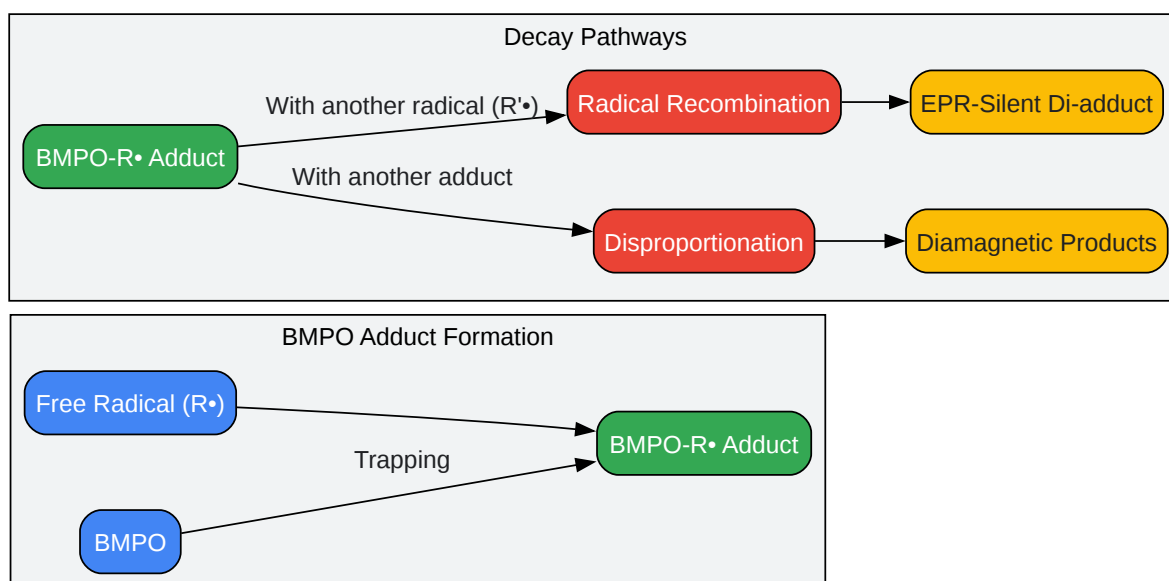 Decay Pathways
With another radical (R'•)
Radical Recombination
EPR-Silent Di-adduct
BMPO-R• Adduct
With another adduct
Disproportionation
Diamagnetic Products
BMPO Adduct Formation
Free Radical (R•)
BMPO-R• Adduct
Trapping
BMPO